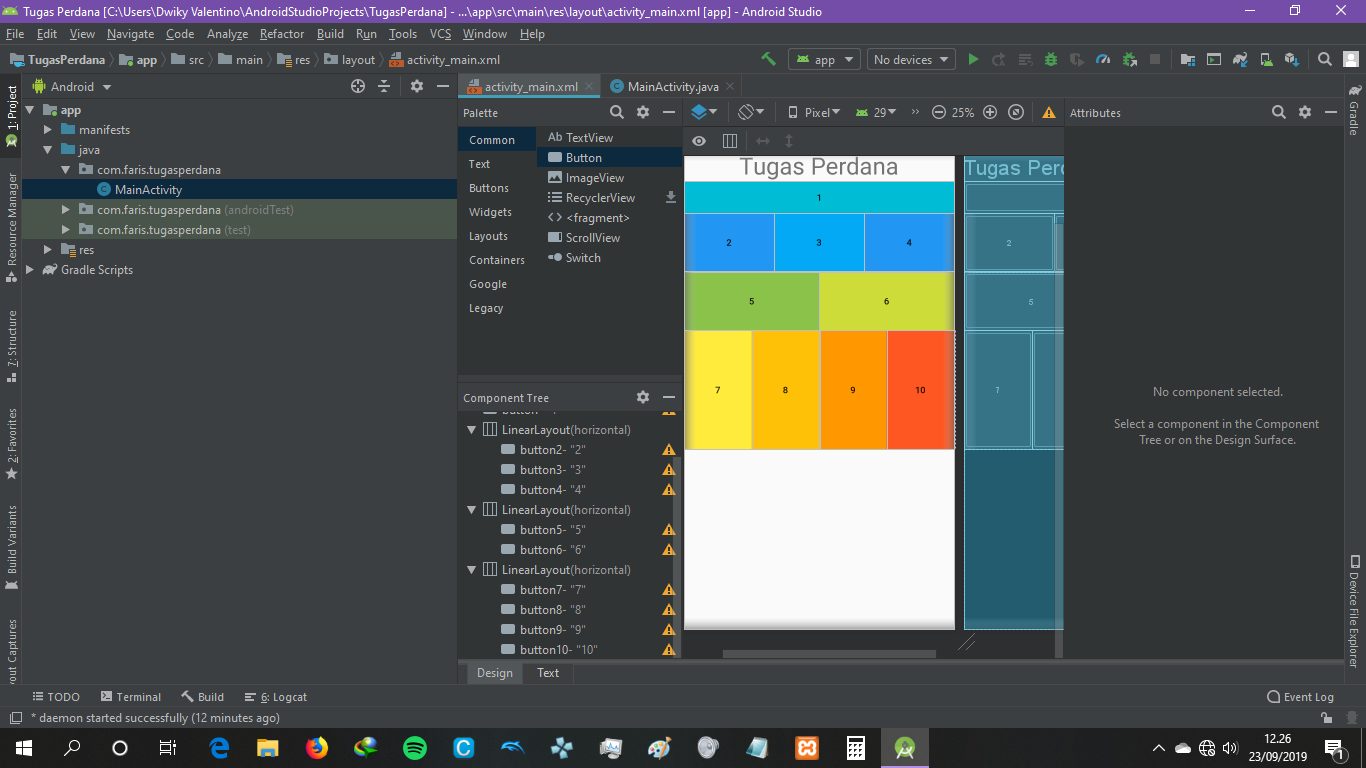 Tugas Perdana [C:\Users\Dwiky Valentino\AndroidStudioProjects\TugasPerdana] - ...\app\src\main\res\layout\activity_main.xml [app] - Android Studio
File Edit View Navigate Code Analyze Refactor Build Run Tools VCS Window Help
TugasPerdana app src main res layout activity_main.xml
app No devices
1: Project
Resource Manager
7: Structure
2: Favorites
Build Variants
yout Captures
Android
app
manifests
java
com.faris.tugasperdana
MainActivity
com.faris.tugasperdana (androidTest)
com.faris.tugasperdana (test)
res
Gradle Scripts
activity_main.xml MainActivity.java
Palette
Common
Text
Buttons
Widgets
Layouts
Containers
Google
Legacy
Ab TextView
Button
ImageView
RecyclerView
<fragment>
ScrollView
Switch
Component Tree
LinearLayout(horizontal)
button2- "2"
button3- "3"
button4- "4"
LinearLayout(horizontal)
button5- "5"
button6- "6"
LinearLayout(horizontal)
button7- "7"
button8- "8"
button9- "9"
button10- "10"
Pixel 29 » 25%
Tugas Perdana
1
2 3 4
5 6
7 8 9 10
Tugas Perd
2
5
7
Design Text
Attributes
No component selected.
Select a component in the Component
Tree or on the Design Surface.
Gradle
Device File Explorer
TODO Terminal Build 6: Logcat Event Log
* daemon started successfully (12 minutes ago)
12.26
23/09/2019
1